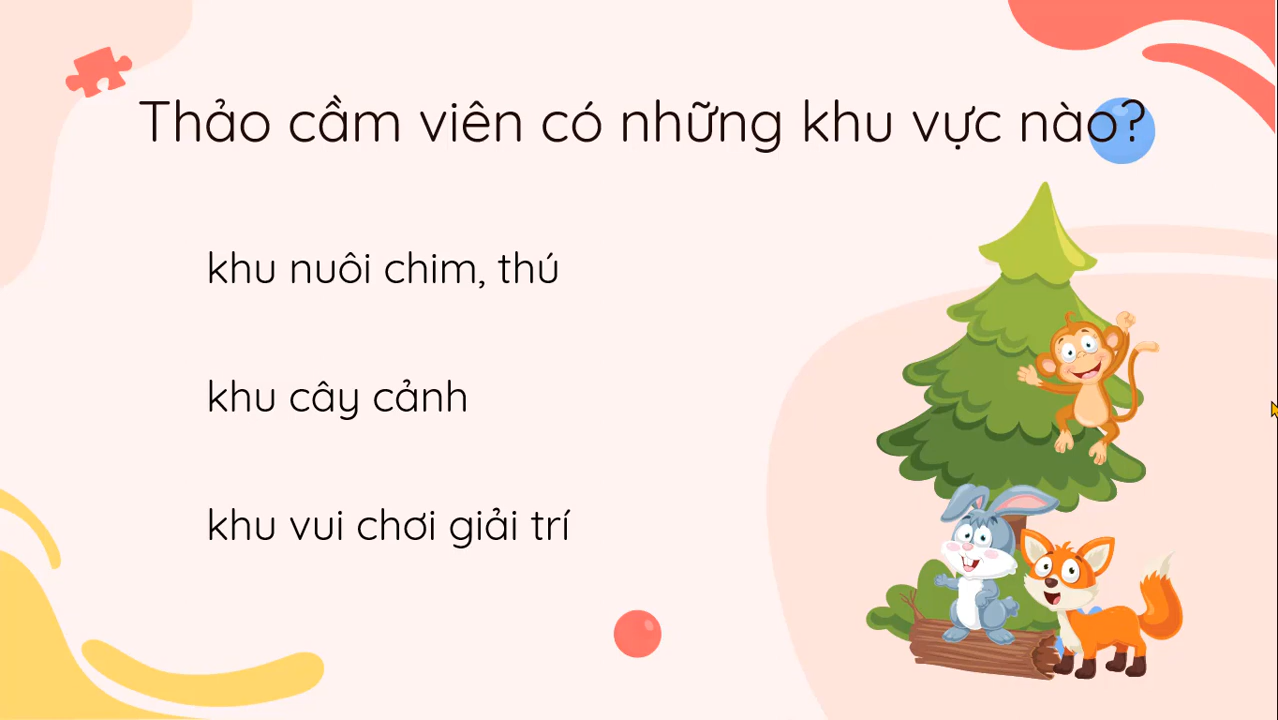 Thảo cầm viên có những khu vực nào?
khu nuôi chim, thú
khu cây cảnh
khu vui chơi giải trí